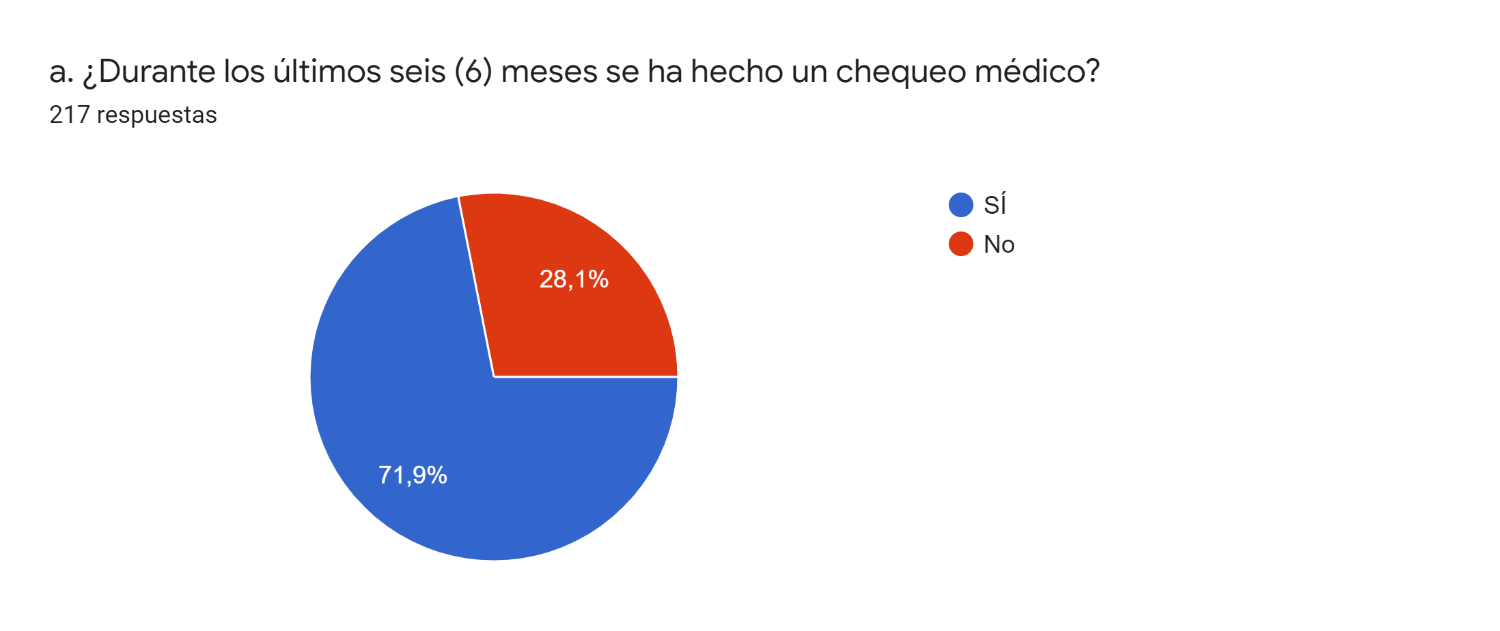 a. ¿Durante los últimos seis (6) meses se ha hecho un chequeo médico?
217 respuestas
SÍ
No
28,1%
71,9%